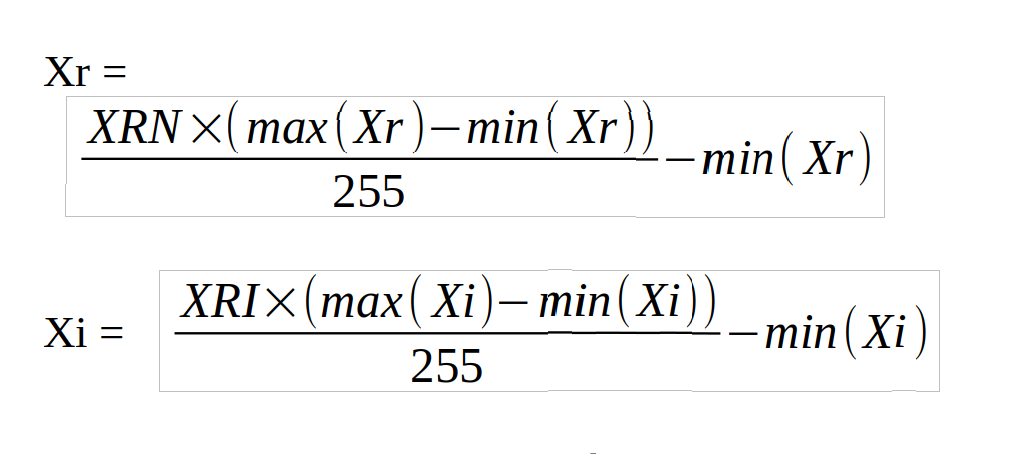 Xr =
XRN×(max(Xr)−min(Xr))
255
−min(Xr)
Xi =
XRI×(max(Xi)−min(Xi))
255
−min(Xi)